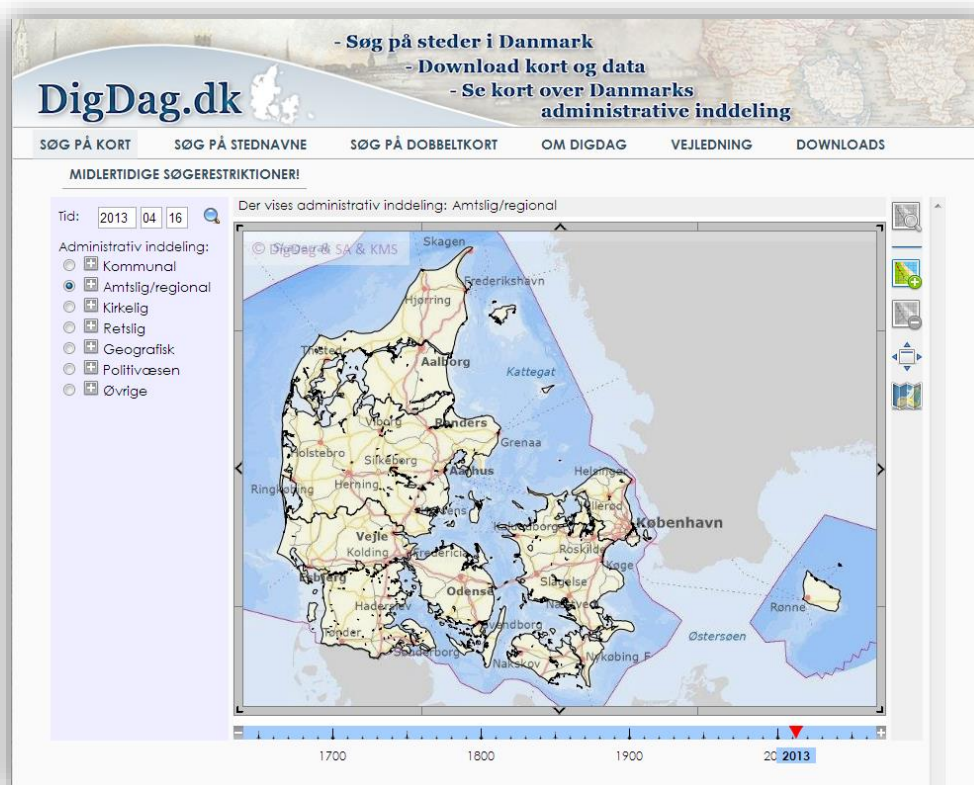 - Søg på steder i Danmark
- Download kort og data
- Se kort over Danmarks
administrative inddeling
DigDag.dk
SØG PÅ KORT SØG PÅ STEDNAVNE SØG PÅ DOBBELTKORT OM DIGDAG VEJLEDNING DOWNLOADS
MIDLERTIDIGE SØGERESTRIKTIONER!
Tid: 2013 04 16
Administrativ inddeling:
Kommunal
Amtslig/regional
Kirkelig
Retslig
Geografisk
Politivæsen
Øvrige
Der vises administrativ inddeling: Amtslig/regional
© DigDag & SA & KMS
Skagen
Frederikshavn
Hjørring
Thisted
Aalborg
Kattegat
Viborg
Randers
Grenaa
Holstebro
Silkeborg
Aarhus
Helsingør
Herning
Ringkøbing
Hillerød
København
Vejle
Roskilde
Kolding
Fredericia
Køge
Esbjerg
Odense
Slagelse
Haderslev
Næstved
Rønne
Tønder
Svendborg
Østersøen
Sønderborg
Nakskov
Nykøbing F
1700 1800 1900 2013